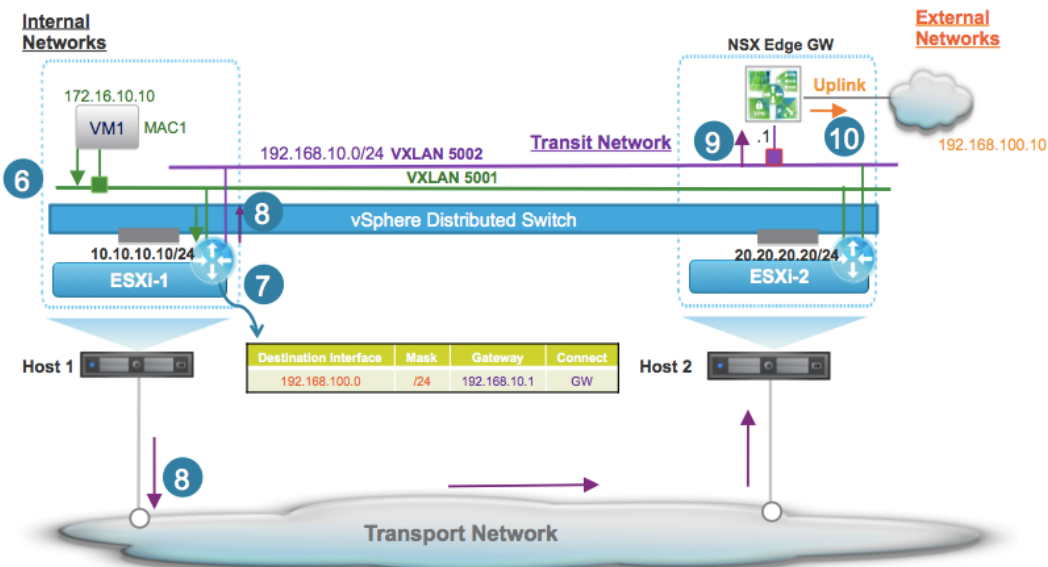 Internal
Networks
External
Networks
NSX Edge GW
172.16.10.10
VM1
MAC1
Uplink
9
.1
10
192.168.10.0/24 VXLAN 5002
Transit Network
192.168.100.10
6
VXLAN 5001
8
vSphere Distributed Switch
10.10.10.10/24
20.20.20.20/24
ESXi-1
ESXi-2
7
Host 1
Host 2
Destination Interface Mask Gateway Connect
192.168.100.0 /24 192.168.10.1 GW
8
Transport Network